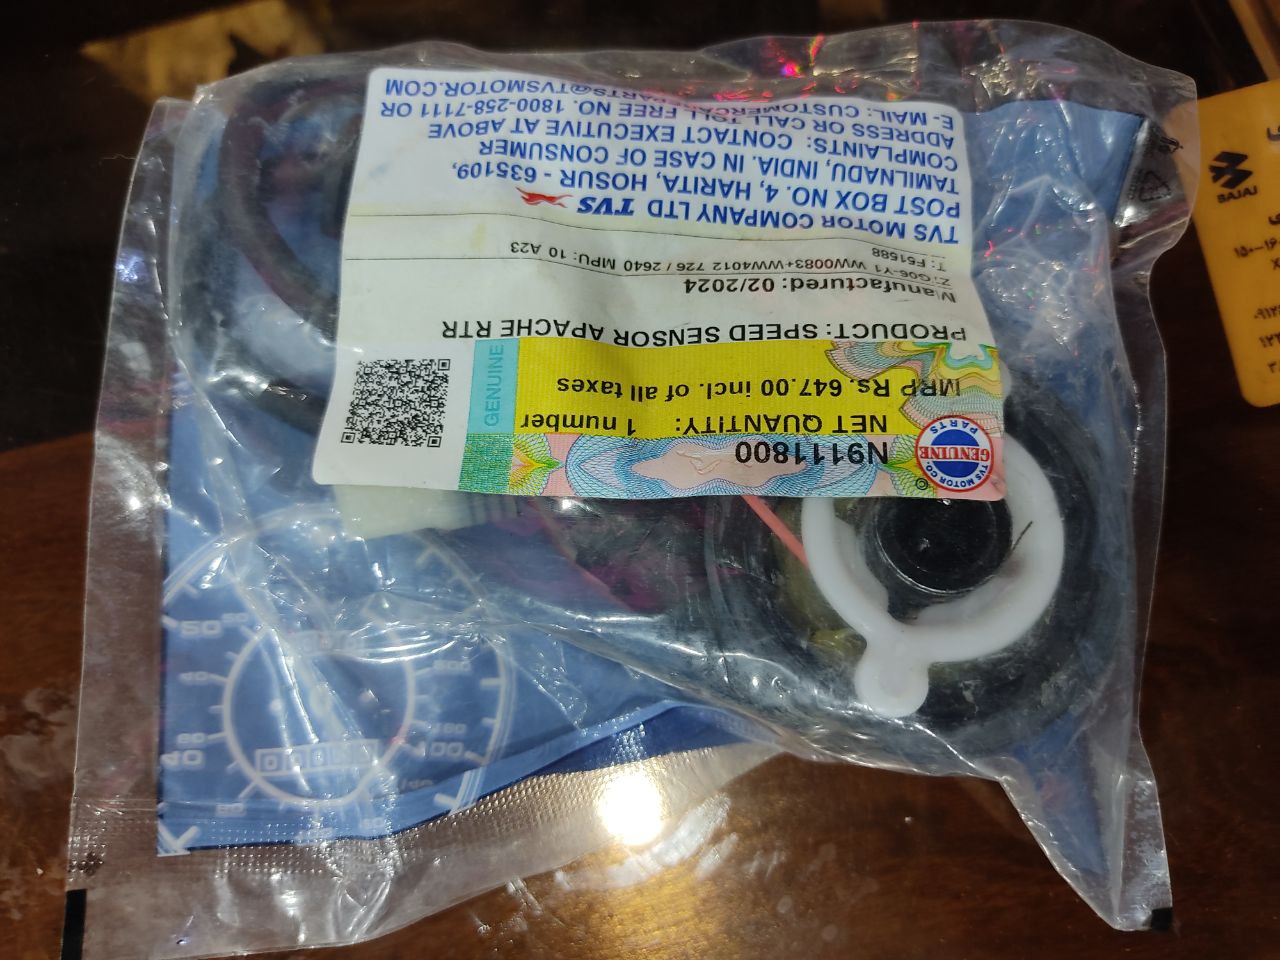 TVS MOTOR CO.
GENUINE
PARTS
N9111800
NET QUANTITY: 1 number
MRP Rs. 647.00 incl. of all taxes
GENUINE
PRODUCT: SPEED SENSOR APACHE RTR
Manufactured: 02/2024
Z: G06-Y1 WW0083+WW4012 726 / 2640 MPU: 10 A23
T: F51588
TVS MOTOR COMPANY LTD TVS
POST BOX NO. 4, HARITA, HOSUR - 635109,
TAMILNADU, INDIA. IN CASE OF CONSUMER
COMPLAINTS: CONTACT EXECUTIVE AT ABOVE
ADDRESS OR CALL TOLL FREE NO. 1800-258-7111 OR
E- MAIL: CUSTOMERCARE.PARTS@TVSMOTOR.COM
BAJAJ